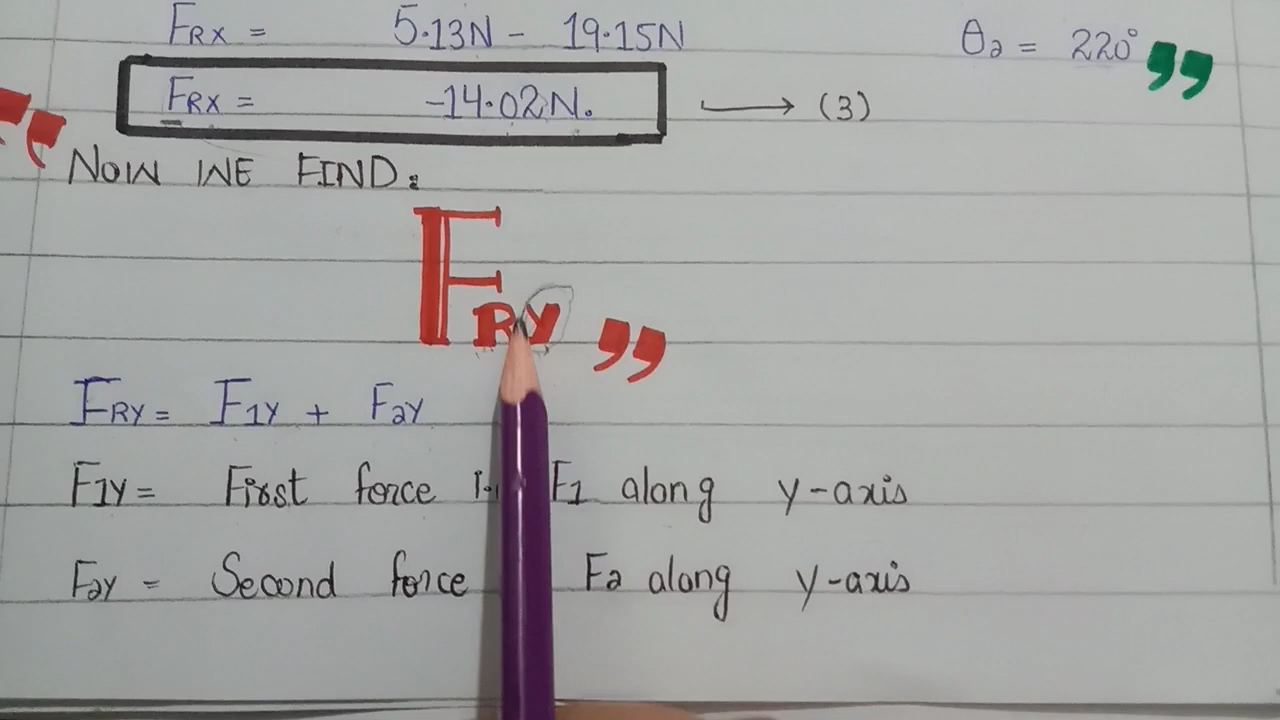 FRX = 5.13N - 19.15N
θ2 = 220° ”
FRX = -14.02N. → (3)
“ NOW WE FIND:
FRY ”
FRY = F1Y + F2Y
F1Y = First force F1 along y-axis
F2Y = Second force F2 along y-axis